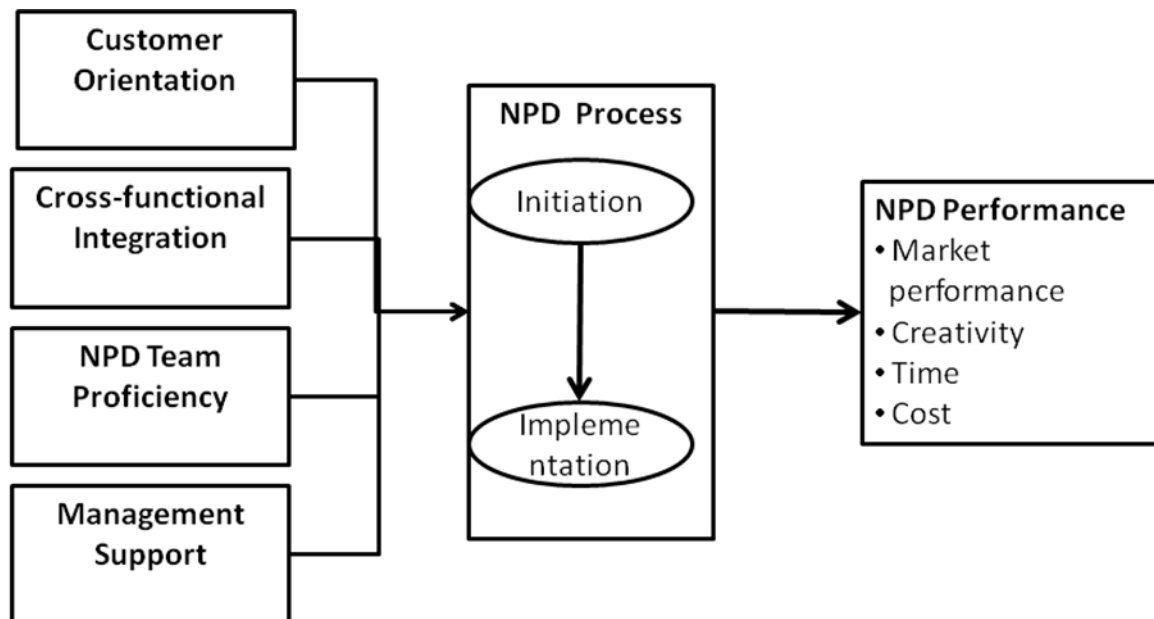 Customer
Orientation
Cross-functional
Integration
NPD Team
Proficiency
Management
Support
NPD Process
Initiation
Impleme
ntation
NPD Performance
• Market
performance
• Creativity
• Time
• Cost